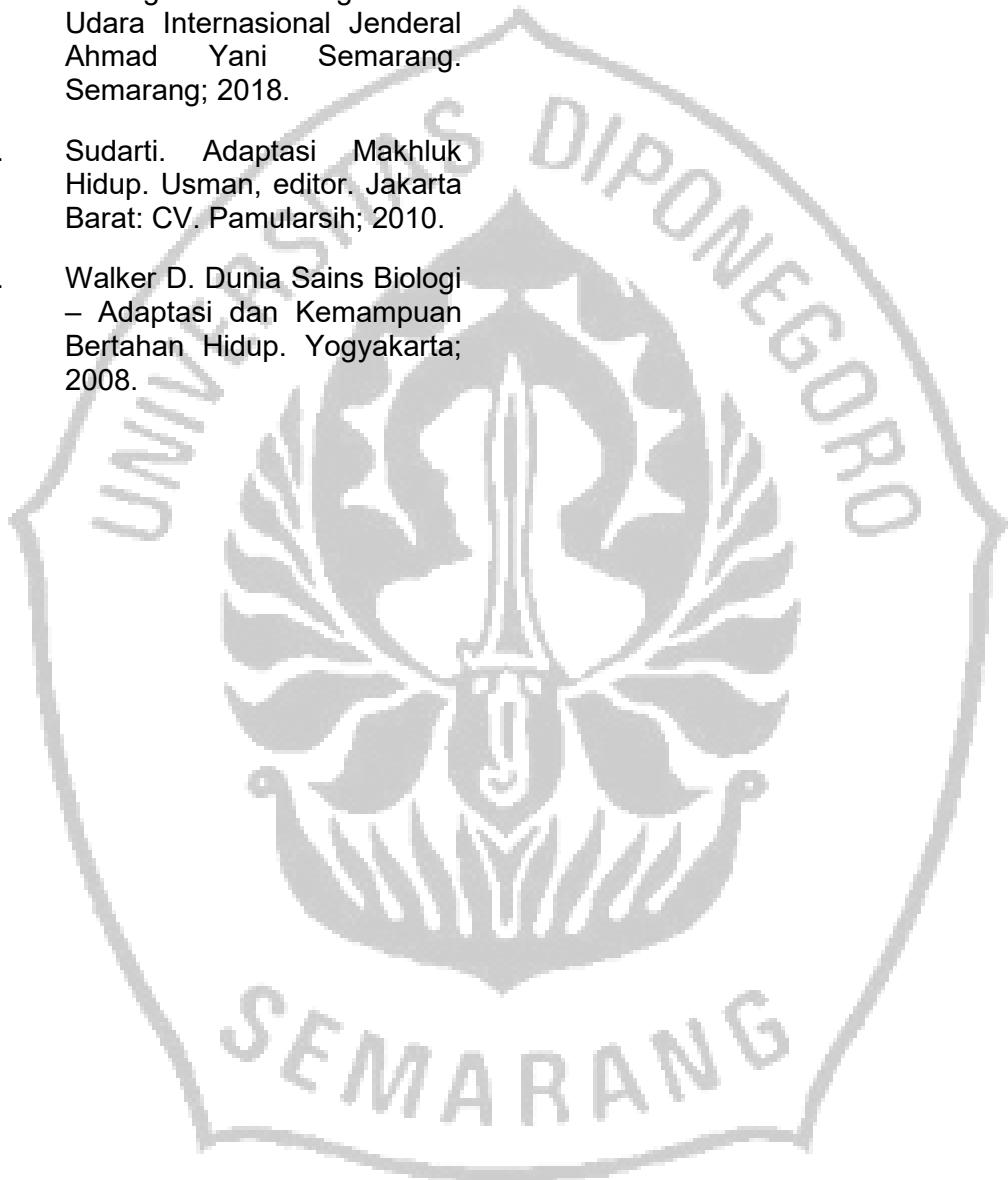 Udara Internasional Jenderal
Ahmad Yani Semarang.
Semarang; 2018.
Sudarti. Adaptasi Makhluk
Hidup. Usman, editor. Jakarta
Barat: CV. Pamularsih; 2010.
Walker D. Dunia Sains Biologi
– Adaptasi dan Kemampuan
Bertahan Hidup. Yogyakarta;
2008.
UNIVERSITAS DIPONEGORO
SEMARANG